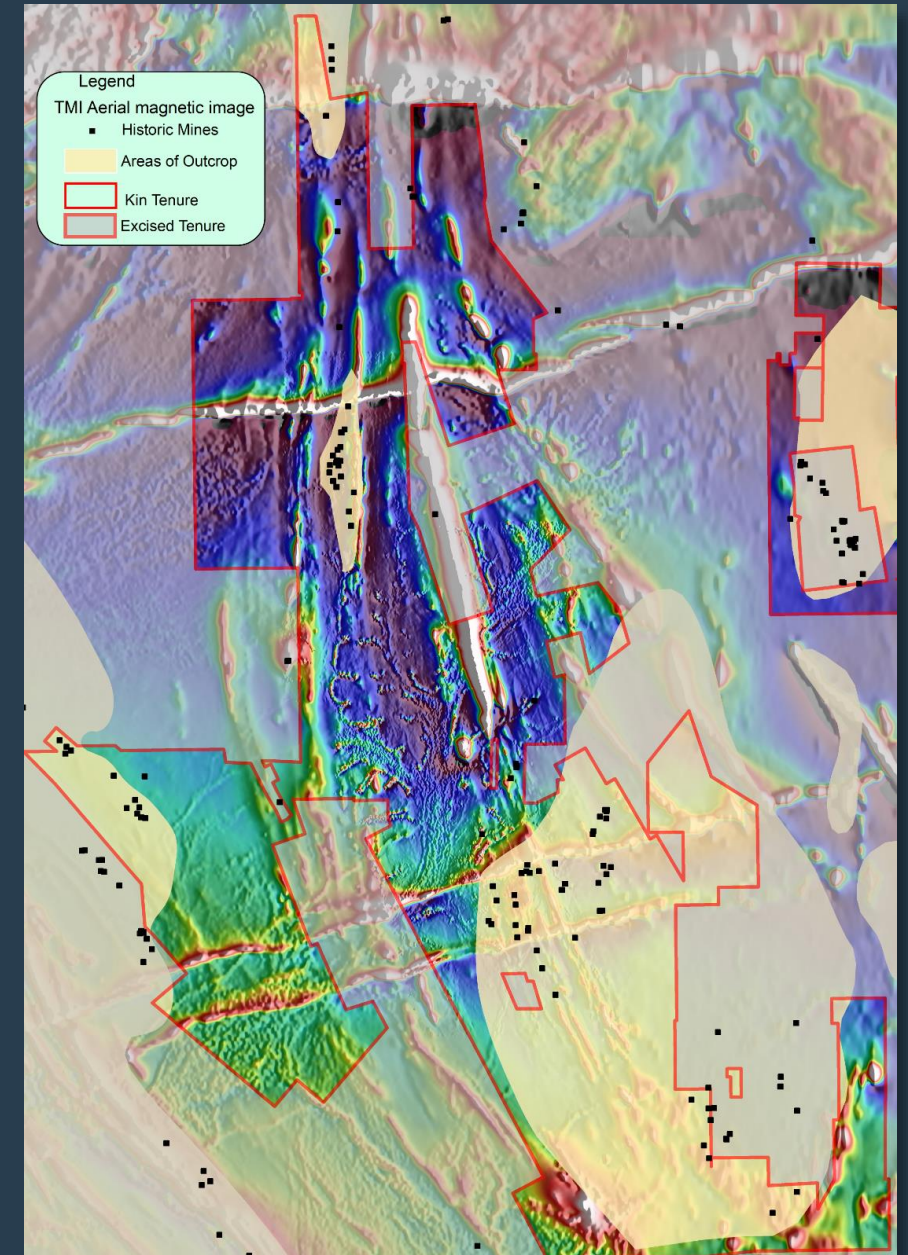 Legend
TMI Aerial magnetic image
Historic Mines
Areas of Outcrop
Kin Tenure
Excised Tenure